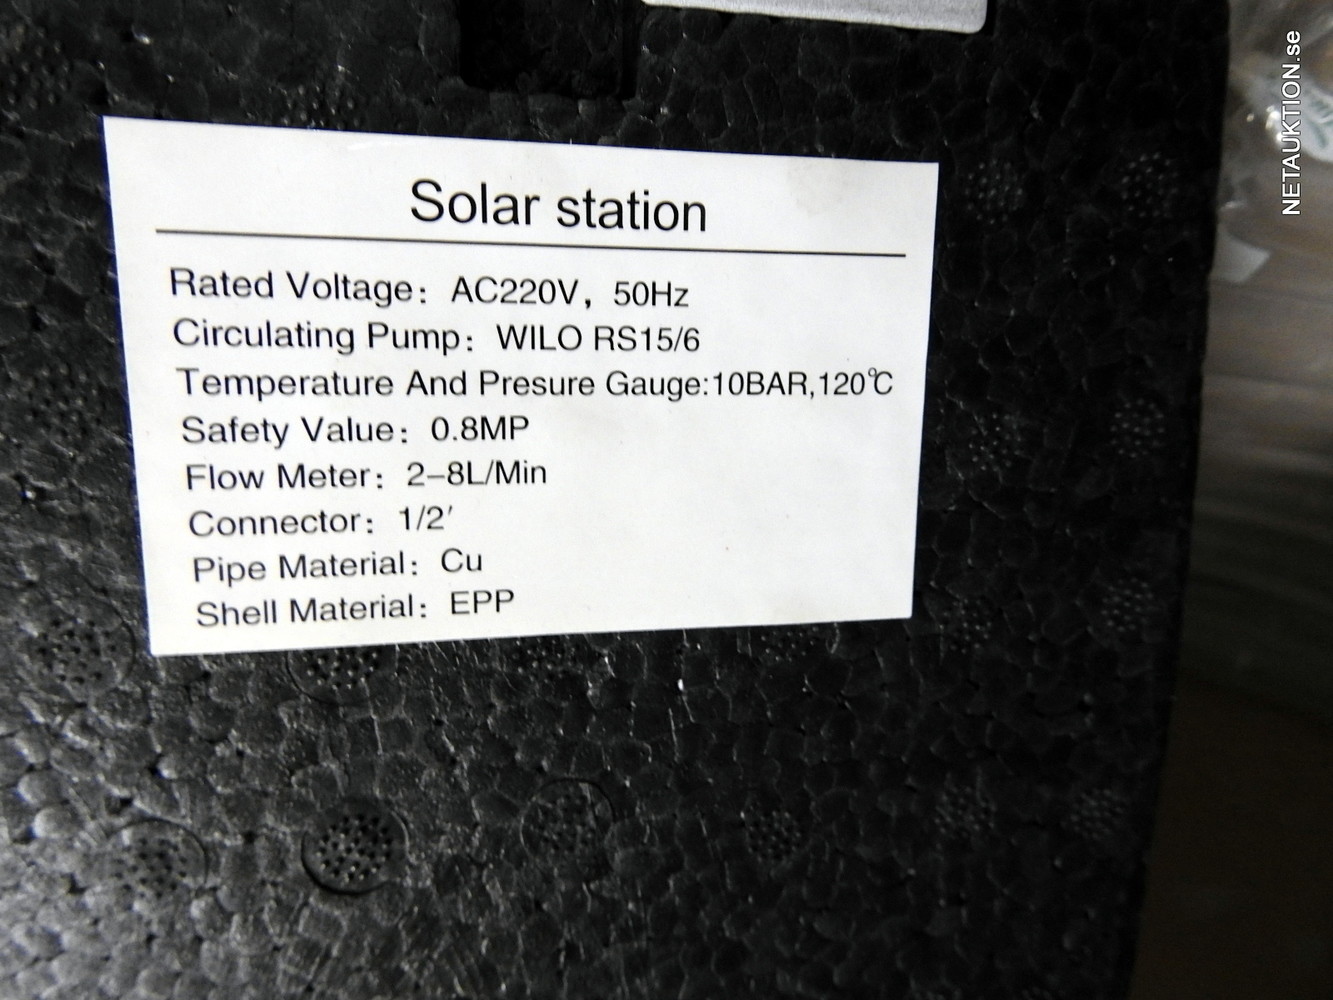 Solar station
Rated Voltage: AC220V, 50Hz
Circulating Pump: WILO RS15/6
Temperature And Presure Gauge:10BAR,120℃
Safety Value: 0.8MP
Flow Meter: 2–8L/Min
Connector: 1/2′
Pipe Material: Cu
Shell Material: EPP
NETAUKTION.se